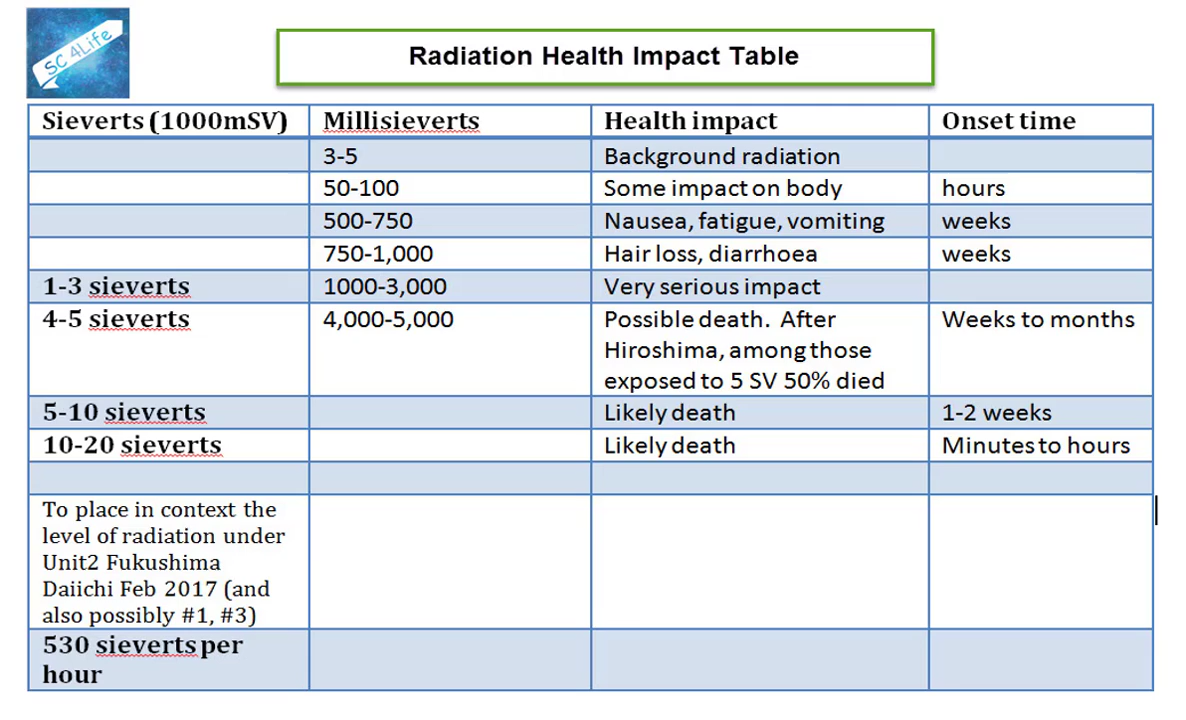 SC 4Life
Radiation Health Impact Table
Sieverts (1000mSV) Millisieverts Health impact Onset time
3-5 Background radiation
50-100 Some impact on body hours
500-750 Nausea, fatigue, vomiting weeks
750-1,000 Hair loss, diarrhoea weeks
1-3 sieverts 1000-3,000 Very serious impact
4-5 sieverts 4,000-5,000 Possible death. After Weeks to months
Hiroshima, among those
exposed to 5 SV 50% died
5-10 sieverts Likely death 1-2 weeks
10-20 sieverts Likely death Minutes to hours
To place in context the
level of radiation under
Unit2 Fukushima
Daiichi Feb 2017 (and
also possibly #1, #3)
530 sieverts per
hour